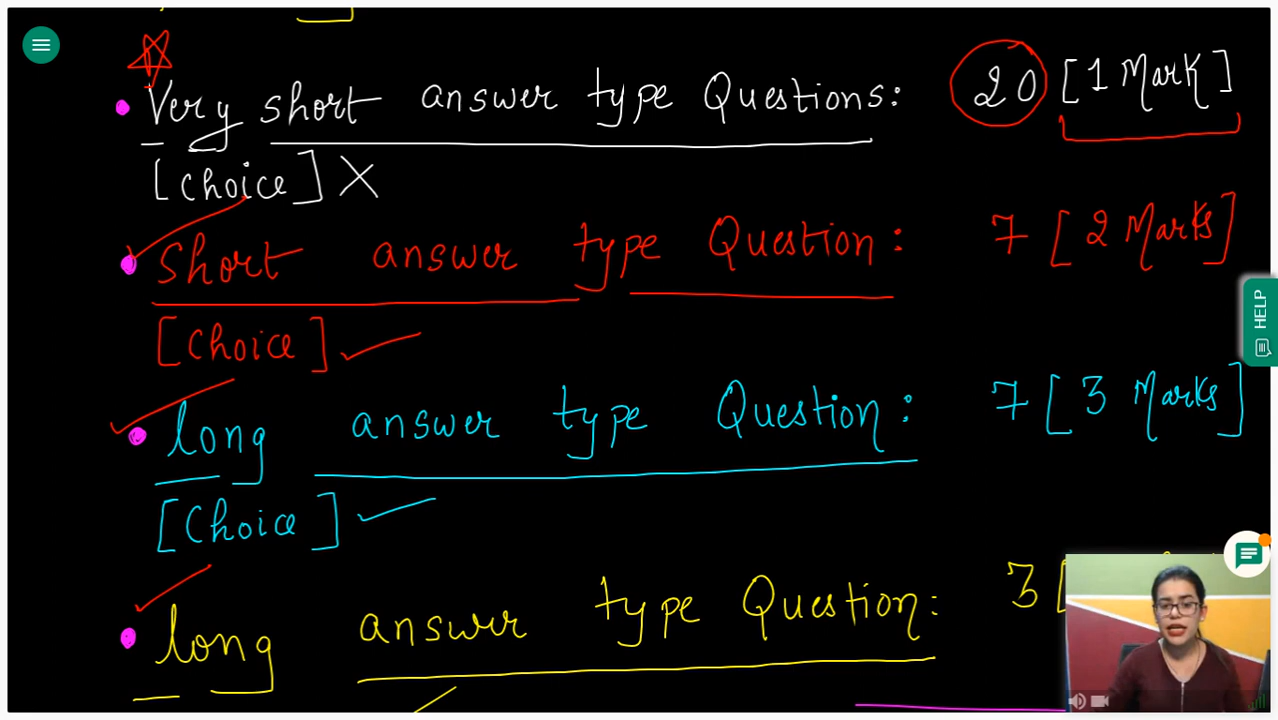 Very short answer type Questions: 20 [1 Mark]
[Choice] X
Short answer type Question: 7 [2 Marks]
[Choice] ✓
long answer type Question: 7 [3 Marks]
[Choice] ✓
long answer type Question: 3 [
HELP